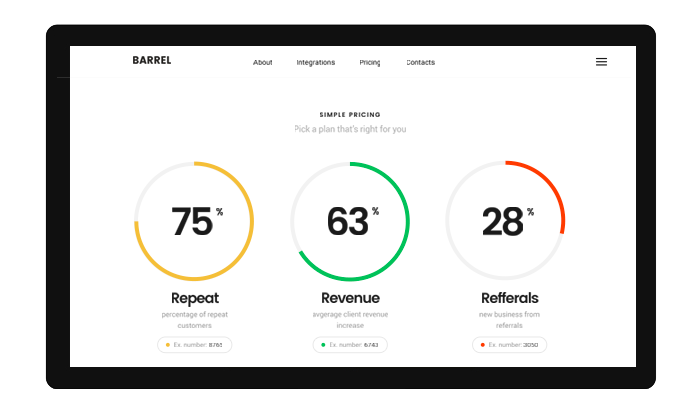 BARREL
About
Integrations
Pricing
Contacts
SIMPLE PRICING
Pick a plan that's right for you
75%
63%
28%
Repeat
percentage of repeat
customers
Ex. number: 8765
Revenue
avgerage client revenue
increase
Ex. number: 6743
Refferals
new business from
referrals
Ex. number: 3050